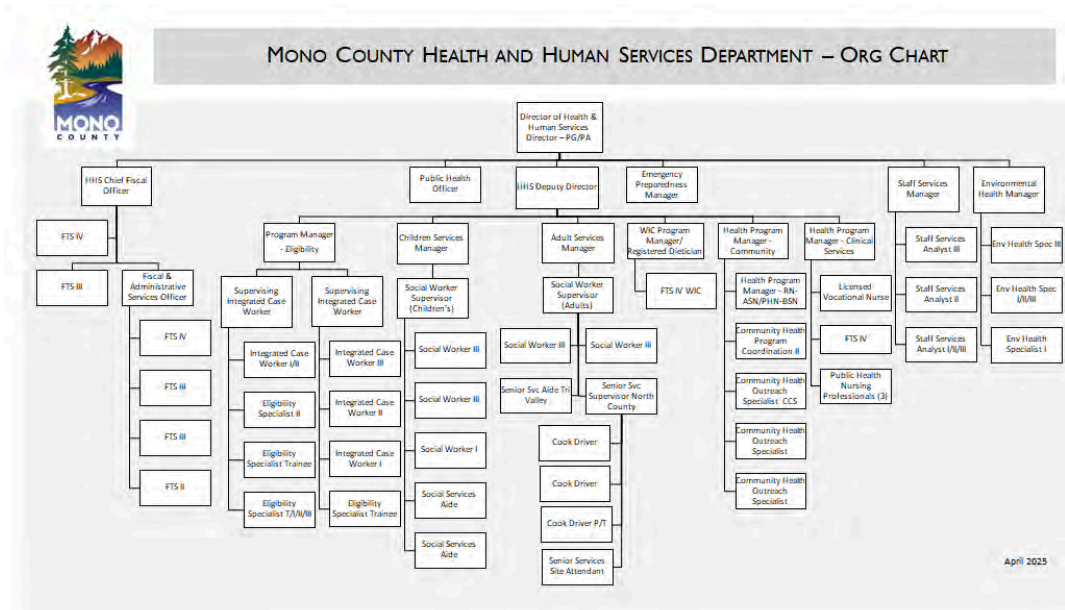 MONO COUNTY HEALTH AND HUMAN SERVICES DEPARTMENT – ORG CHART
MONO
COUNTY
Director of Health &
Human Services
Director – PG/PA
HHS Chief Fiscal
Officer
Public Health
Officer
HHS Deputy Director
Emergency
Preparedness
Manager
Staff Services
Manager
Environmental
Health Manager
FTS IV
FTS III
Fiscal &
Administrative
Services Officer
FTS IV
FTS III
FTS III
FTS II
Program Manager
- Eligibility
Supervising
Integrated Case
Worker
Integrated Case
Worker I/II
Eligibility
Specialist II
Eligibility
Specialist Trainee
Eligibility
Specialist T/I/II/III
Supervising
Integrated Case
Worker
Integrated Case
Worker III
Integrated Case
Worker II
Integrated Case
Worker I
Eligibility
Specialist Trainee
Children Services
Manager
Social Worker
Supervisor
(Children's)
Social Worker III
Social Worker III
Social Worker I
Social Services
Aide
Social Services
Aide
Adult Services
Manager
Social Worker
Supervisor
(Adults)
Social Worker III
Social Worker III
Senior Svc Aide Tri
Valley
Senior Svc
Supervisor North
County
Cook Driver
Cook Driver
Cook Driver P/T
Senior Services
Site Attendant
WIC Program
Manager/
Registered Dietician
FTS IV WIC
Health Program
Manager -
Community
Health Program
Manager - RN-
ASN/PHN-BSN
Community Health
Program
Coordination II
Community Health
Outreach
Specialist CCS
Community Health
Outreach
Specialist
Community Health
Outreach
Specialist
Health Program
Manager - Clinical
Services
Licensed
Vocational Nurse
FTS IV
Public Health
Nursing
Professionals (3)
Staff Services
Analyst III
Staff Services
Analyst II
Staff Services
Analyst I/II/III
Env Health Spec III
Env Health Spec
I/II/III
Env Health
Specialist I
April 2025